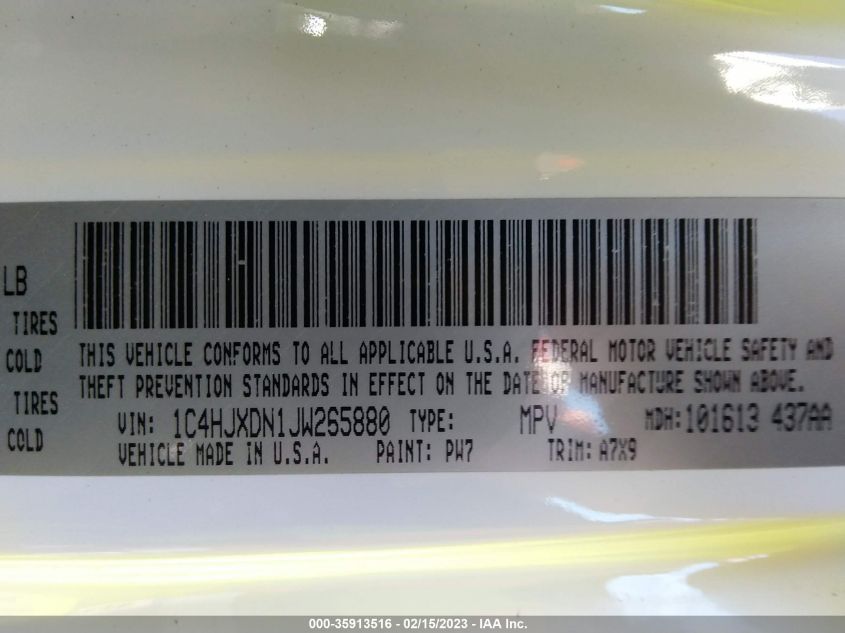 LB
TIRES
COLD
TIRES
COLD
THIS VEHICLE CONFORMS TO ALL APPLICABLE U.S.A. FEDERAL MOTOR VEHICLE SAFETY AND
THEFT PREVENTION STANDARDS IN EFFECT ON THE DATE OF MANUFACTURE SHOWN ABOVE.
VIN: 1C4HJXDN1JW265880 TYPE: MPV MDH:101613 437AA
VEHICLE MADE IN U.S.A. PAINT: PW7 TRIM: A7X9
000-35913516 - 02/15/2023 - IAA Inc.